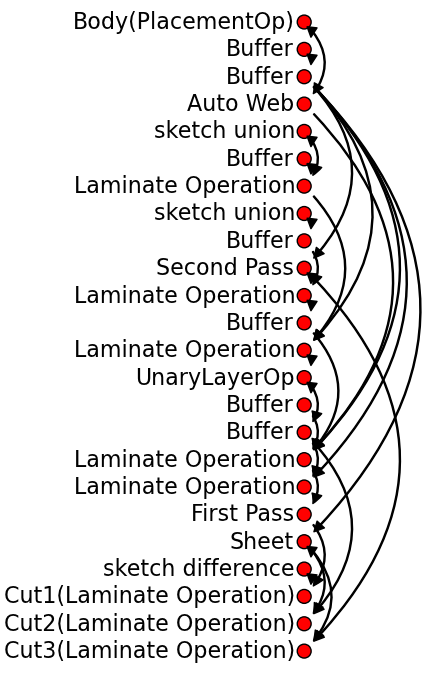 Body(PlacementOp)
Buffer
Buffer
Auto Web
sketch union
Buffer
Laminate Operation
sketch union
Buffer
Second Pass
Laminate Operation
Buffer
Laminate Operation
UnaryLayerOp
Buffer
Buffer
Laminate Operation
Laminate Operation
First Pass
Sheet
sketch difference
Cut1(Laminate Operation)
Cut2(Laminate Operation)
Cut3(Laminate Operation)